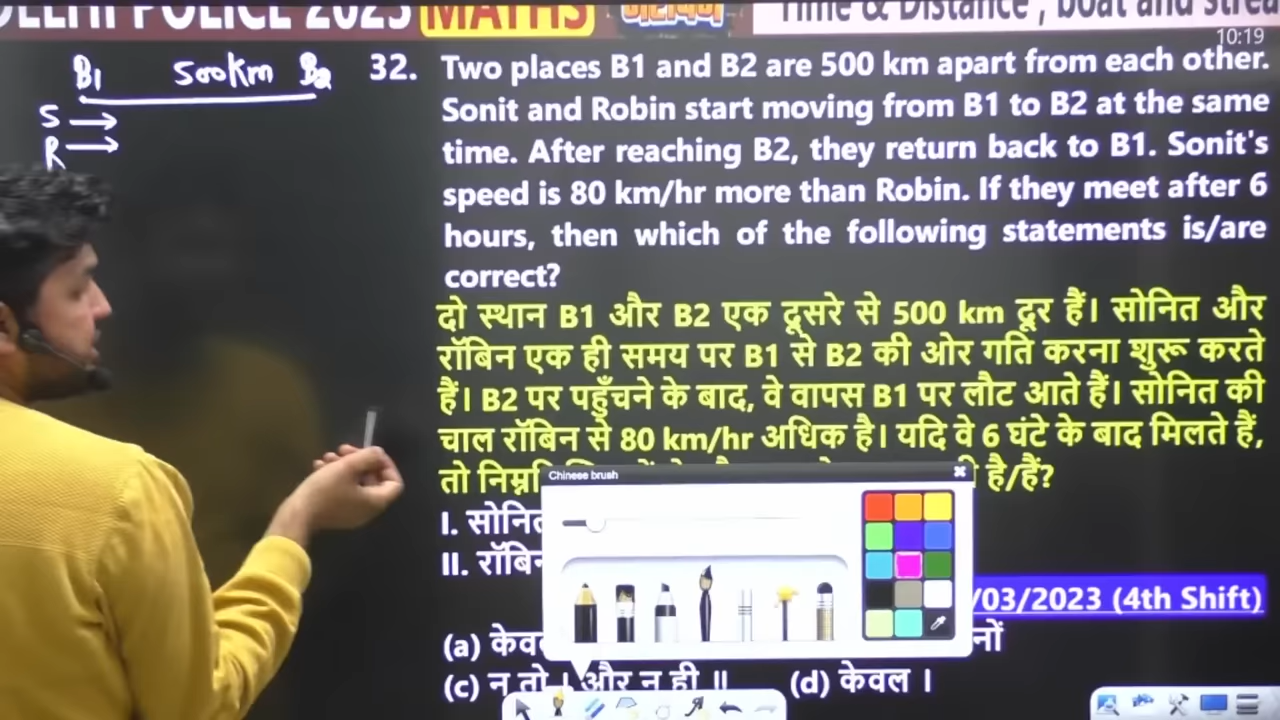 DELHI POLICE 2025 MATHS
Time & Distance , boat and strea
10:19
B1 500km B2
S
R
32. Two places B1 and B2 are 500 km apart from each other.
Sonit and Robin start moving from B1 to B2 at the same
time. After reaching B2, they return back to B1. Sonit's
speed is 80 km/hr more than Robin. If they meet after 6
hours, then which of the following statements is/are
correct?
दो स्थान B1 और B2 एक दूसरे से 500 km दूर हैं। सोनित और
रॉबिन एक ही समय पर B1 से B2 की ओर गति करना शुरू करते
हैं। B2 पर पहुँचने के बाद, वे वापस B1 पर लौट आते हैं। सोनित की
चाल रॉबिन से 80 km/hr अधिक है। यदि वे 6 घंटे के बाद मिलते हैं,
तो है/हैं?
Chinese brush
I. सोनित
II. रॉबिन
/03/2023 (4th Shift)
(a)
(c) न तो I और न ही II (d) केवल I